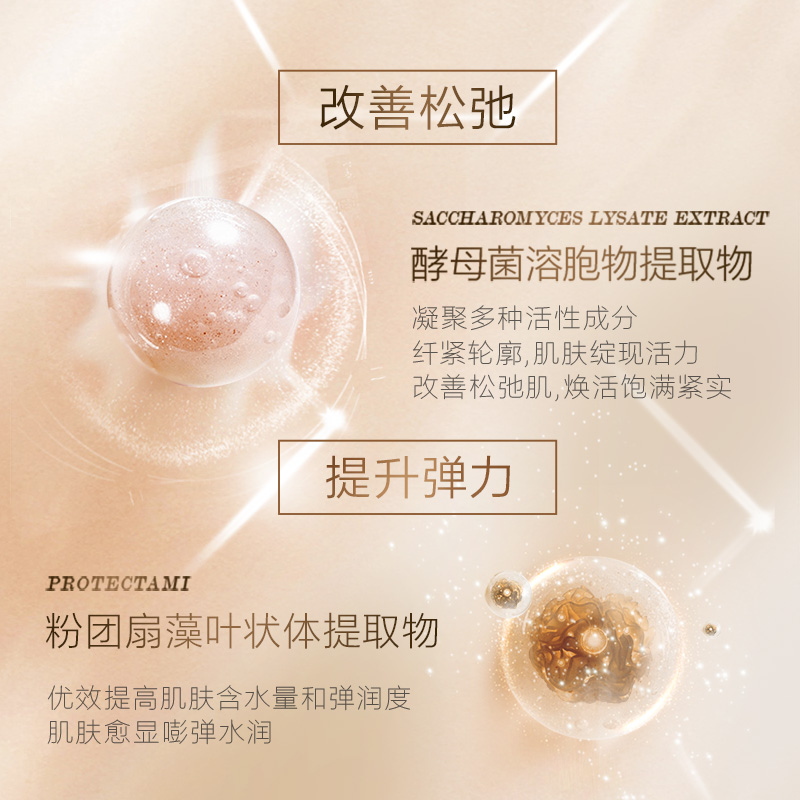 改善松弛
SACCHAROMYCES LYSATE EXTRACT
酵母菌溶胞物提取物
凝聚多种活性成分
纤紧轮廓,肌肤绽现活力
改善松弛肌,焕活饱满紧实
提升弹力
PROTECTAMI
粉团扇藻叶状体提取物
优效提高肌肤含水量和弹润度
肌肤愈显嘭弹水润